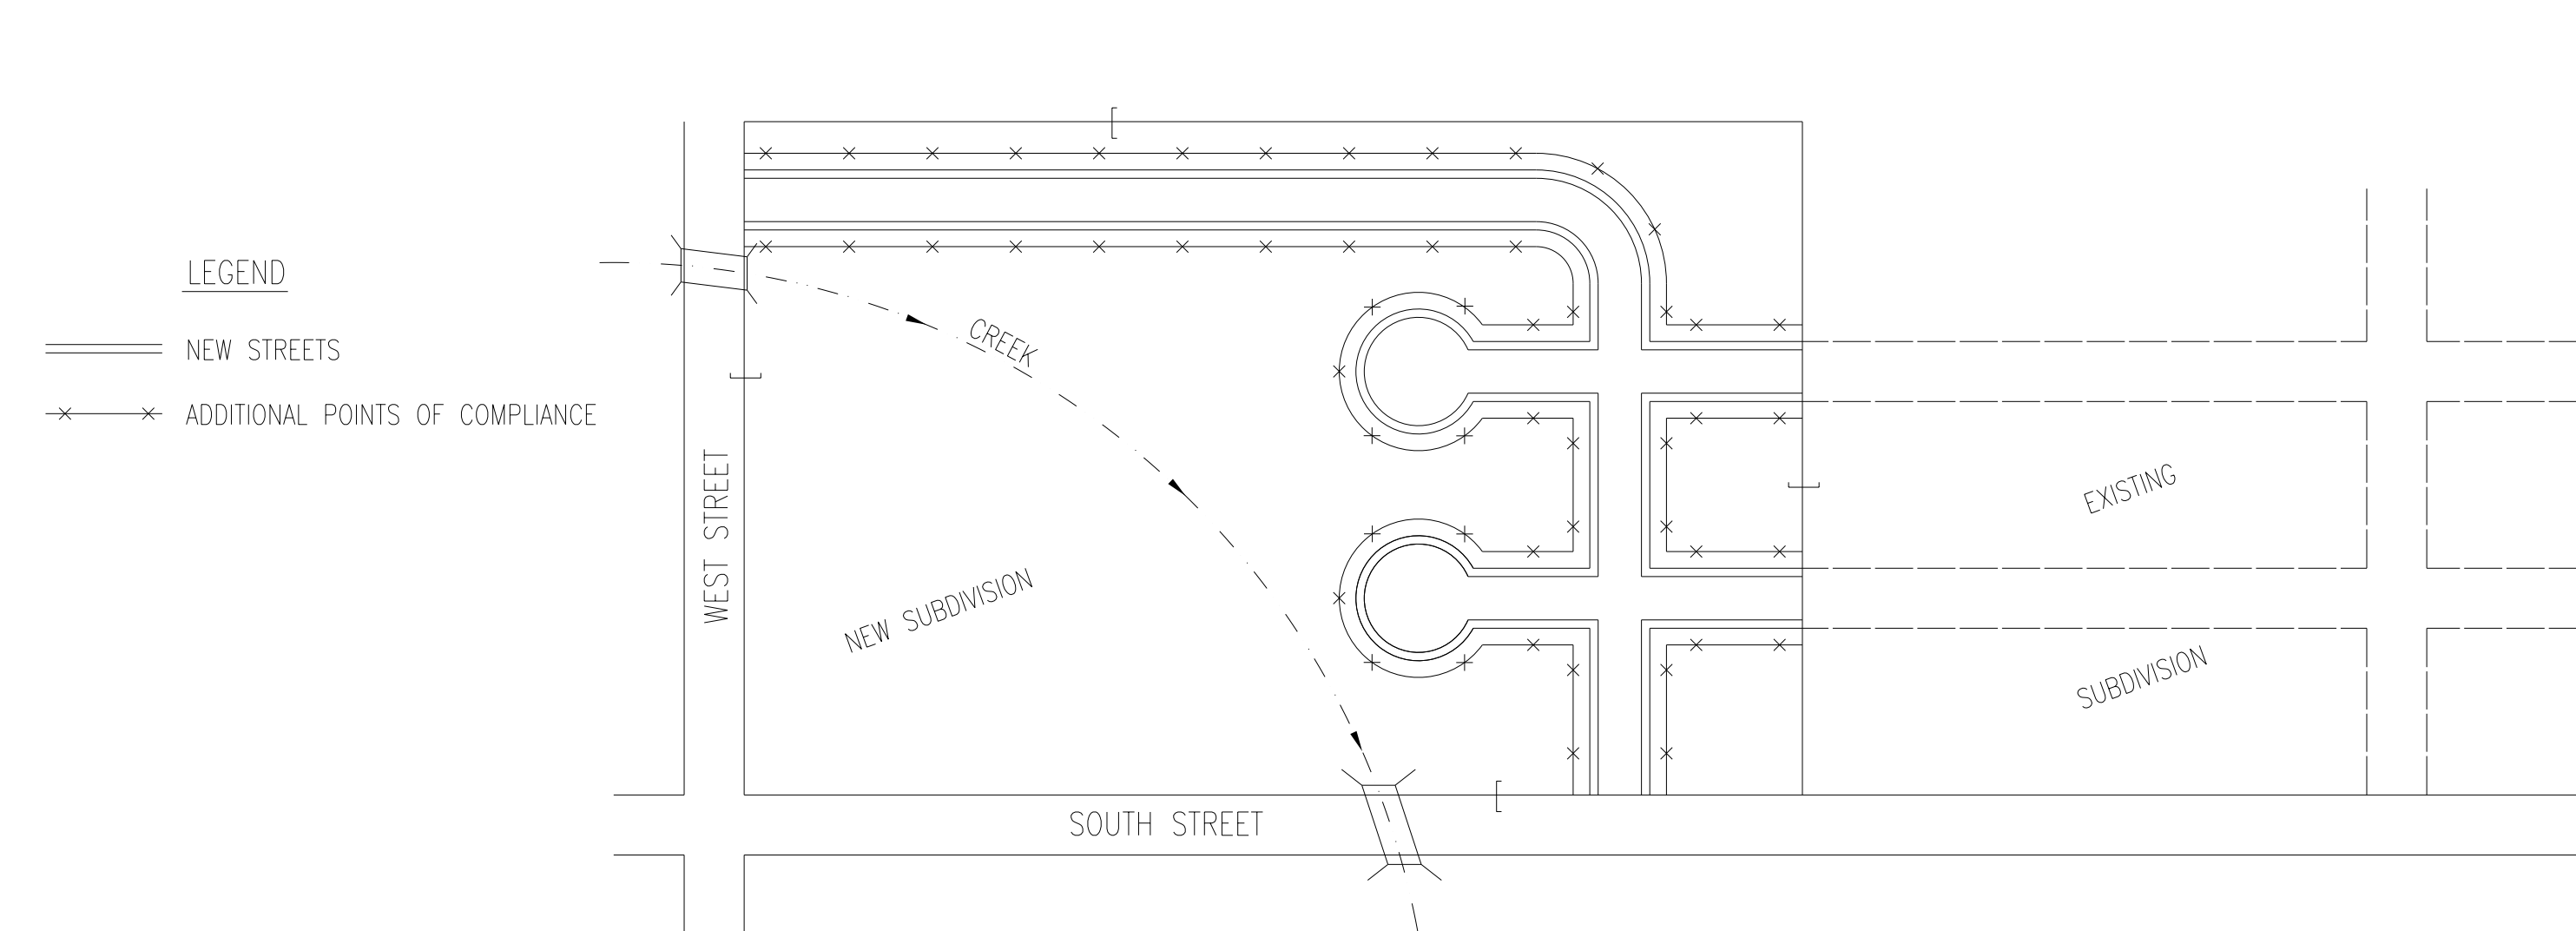 LEGEND
NEW STREETS
ADDITIONAL POINTS OF COMPLIANCE
CREEK
WEST STREET
NEW SUBDIVISION
SOUTH STREET
EXISTING
SUBDIVISION